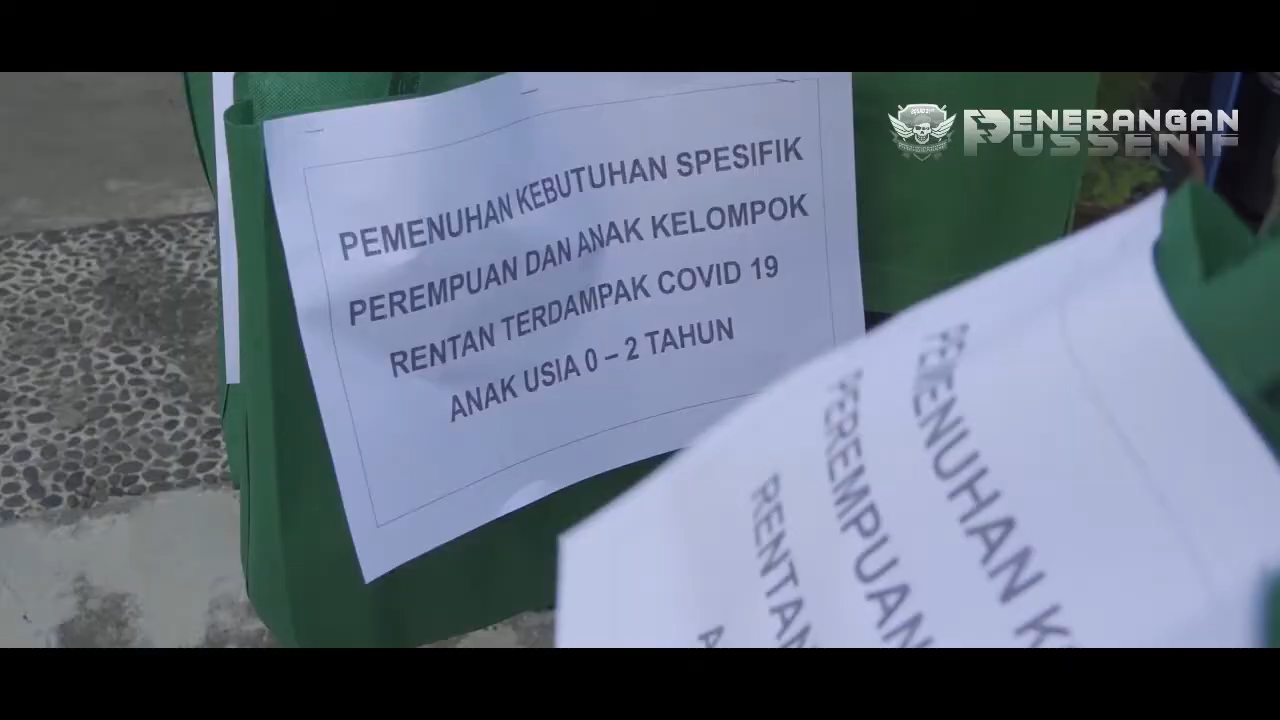 PEMENUHAN KEBUTUHAN SPESIFIK
PEREMPUAN DAN ANAK KELOMPOK
RENTAN TERDAMPAK COVID 19
ANAK USIA 0 – 2 TAHUN
PENERANGAN
PUSSENIF
PEMENUHAN
PEREMPUAN
RENTAN